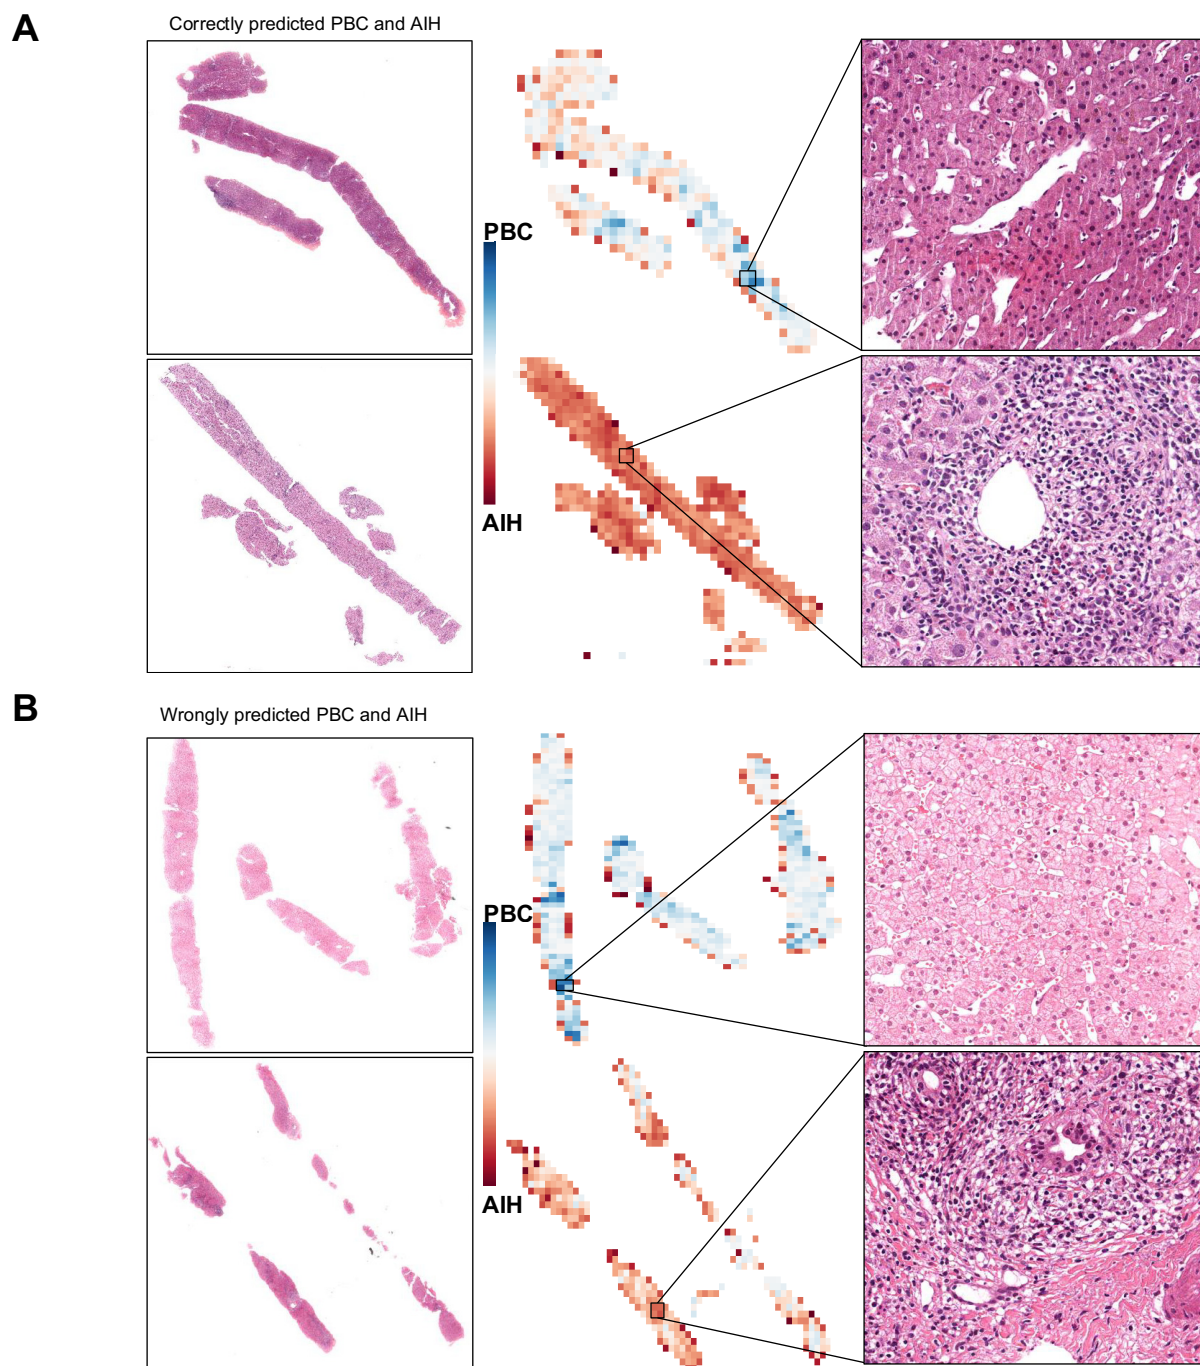 A
Correctly predicted PBC and AIH
PBC
AIH
B
Wrongly predicted PBC and AIH
PBC
AIH